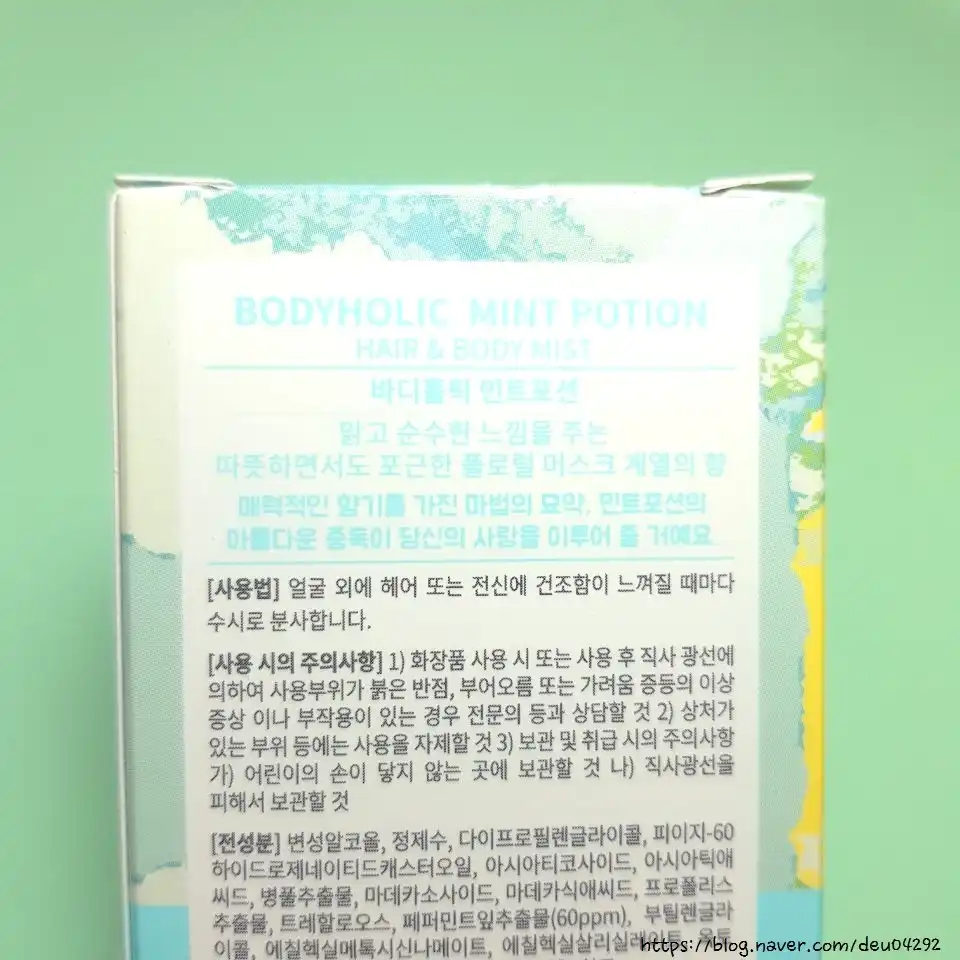 BODYHOLIC MINT POTION
HAIR & BODY MIST
바디홀릭 민트포션
맑고 순수한 느낌을 주는
따뜻하면서도 포근한 플로럴 머스크 계열의 향
매력적인 향기를 가진 마법의 묘약, 민트포션의
아름다운 중독이 당신의 사랑을 이루어 줄 거예요.
[사용법] 얼굴 외에 헤어 또는 전신에 건조함이 느껴질 때마다
수시로 분사합니다.
[사용 시의 주의사항] 1) 화장품 사용 시 또는 사용 후 직사 광선에
의하여 사용부위가 붉은 반점, 부어오름 또는 가려움 증등의 이상
증상 이나 부작용이 있는 경우 전문의 등과 상담할 것 2) 상처가
있는 부위 등에는 사용을 자제할 것 3) 보관 및 취급 시의 주의사항
가) 어린이의 손이 닿지 않는 곳에 보관할 것 나) 직사광선을
피해서 보관할 것
[전성분] 변성알코올, 정제수, 다이프로필렌글라이콜, 피이지-60
하이드로제네이티드캐스터오일, 아시아티코사이드, 아시아틱애
씨드, 병풀추출물, 마데카소사이드, 마데카식애씨드, 프로폴리스
추출물, 트레할로오스, 페퍼민트잎추출물(60ppm), 부틸렌글라
이콜, 에칠헥실메톡시신나메이트, 에칠헥실살리실레이트,
https://blog.naver.com/deu04292